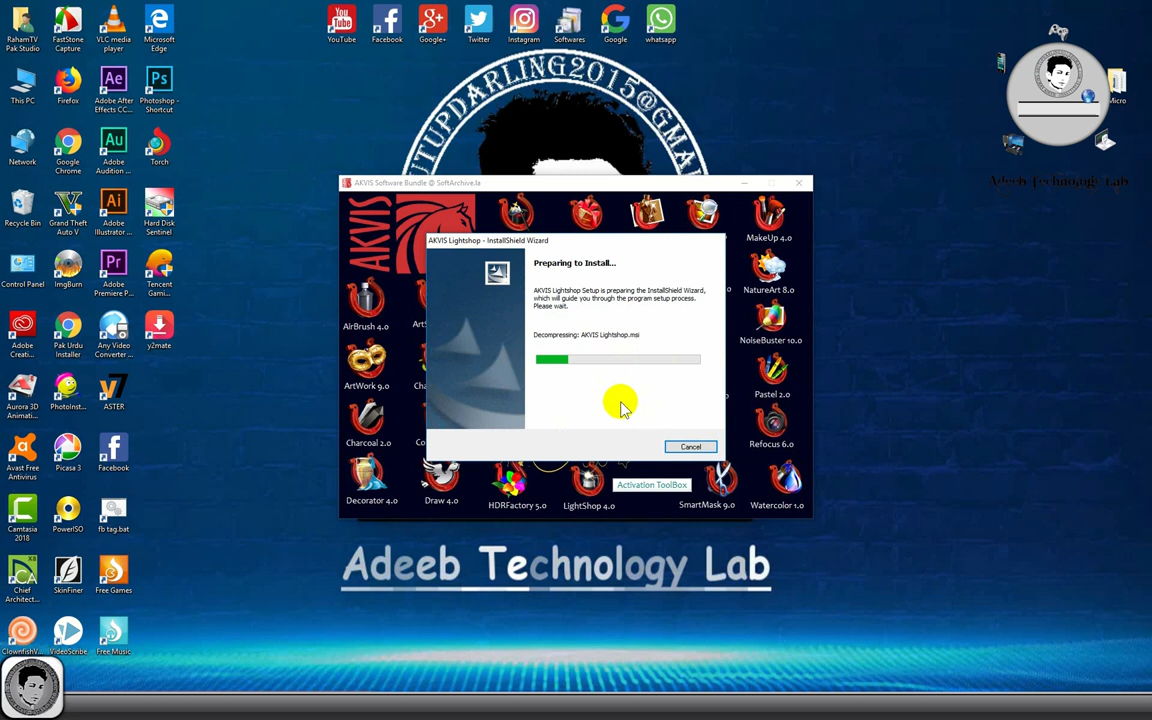 YouTube
Facebook
Google+
Twitter
Instagram
Softwares
Google
whatsapp
RahamTV
Pak Studio
FastStone
Capture
VLC media
player
Microsoft
Edge
This PC
Firefox
Adobe After
Effects CC...
Photoshop -
Shortcut
Network
Google
Chrome
Adobe
Audition ...
Torch
Recycle Bin
Grand Theft
Auto V
Adobe
Illustrator ...
Hard Disk
Sentinel
Control Panel
ImgBurn
Adobe
Premiere P...
Tencent
Gami...
Adobe
Creati...
Pak Urdu
Installer
Any Video
Converter ...
y2mate
Aurora 3D
Animati...
PhotoInst...
ASTER
Avast Free
Antivirus
Picasa 3
Facebook
Camtasia
2018
PowerISO
fb tag.bat
Chief
Architect...
SkinFiner
Free Games
ClownfishV...
VideoScribe
Free Music
Micro
Adeeb Technology Lab
UTUPDARLING2015@GMA
AKVIS Software Bundle @ SoftArchive.la
AKVIS
MakeUp 4.0
NatureArt 8.0
AirBrush 4.0
NoiseBuster 10.0
ArtWork 9.0
Pastel 2.0
Charcoal 2.0
Refocus 6.0
Decorator 4.0
Draw 4.0
HDRFactory 5.0
LightShop 4.0
Activation ToolBox
SmartMask 9.0
Watercolor 1.0
AKVIS Lightshop - InstallShield Wizard
Preparing to Install...
AKVIS Lightshop Setup is preparing the InstallShield Wizard,
which will guide you through the program setup process.
Please wait.
Decompressing: AKVIS Lightshop.msi
Cancel
Adeeb Technology Lab